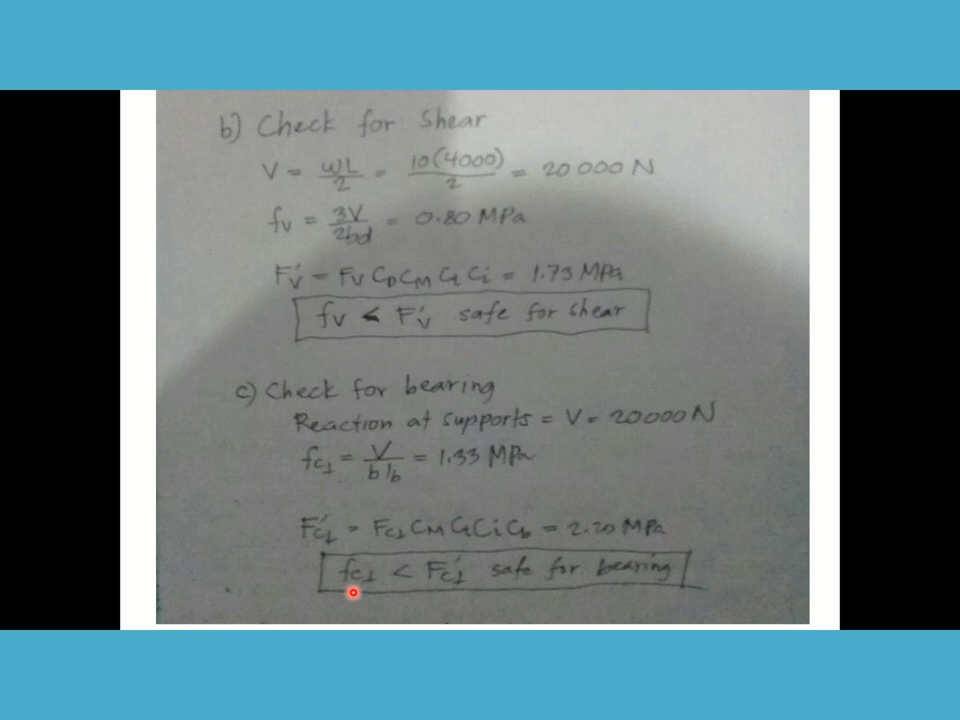 b) Check for Shear
V = wL/2 = 10(4000)/2 = 20 000 N
fv = 3V/2bd = 0.80 MPa
F'v = Fv CD CM Ct Ci = 1.73 MPa
fv < F'v safe for shear
c) Check for bearing
Reaction at supports = V = 20000 N
fc⊥ = V/b lb = 1.33 MPa
F'c⊥ = Fc⊥ CM Ct Ci Cb = 2.20 MPa
fc⊥ < F'c⊥ safe for bearing